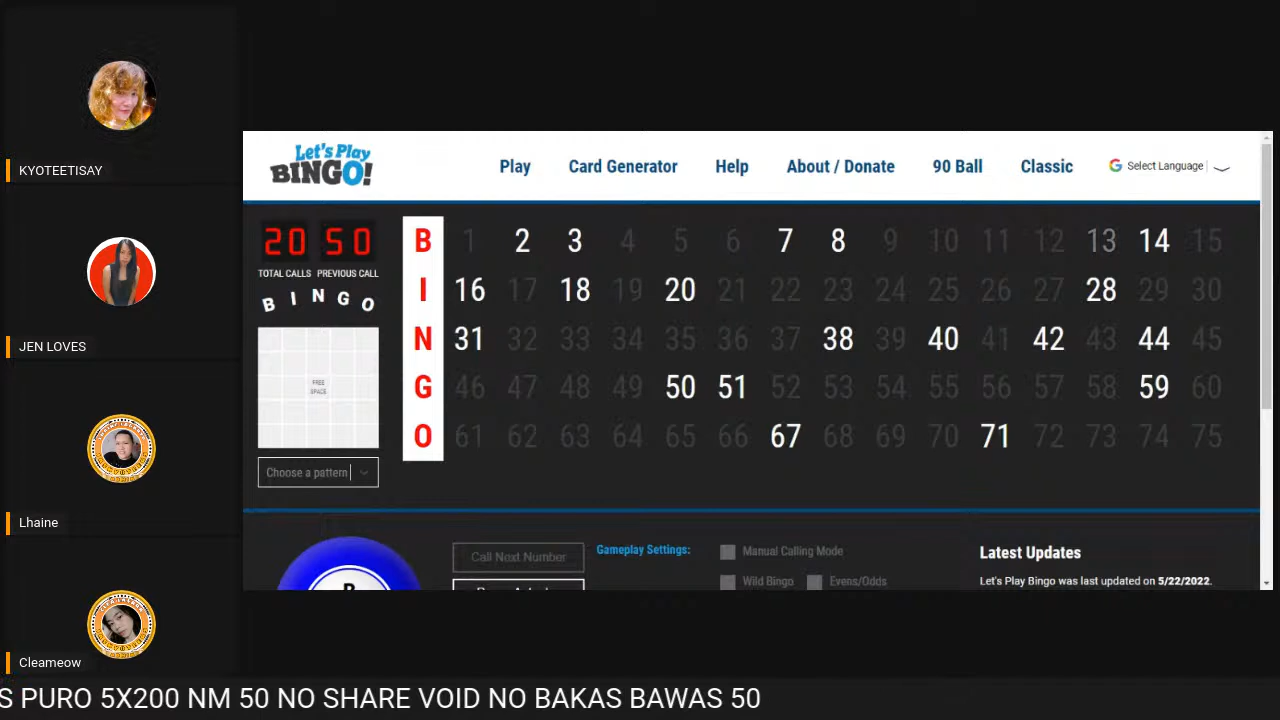 KYOTEETISAY
JEN LOVES
Lhaine
Cleameow
Let's Play
BINGO!
Play Card Generator Help About / Donate 90 Ball Classic Select Language
20 50
TOTAL CALLS PREVIOUS CALL
B I N G O
FREE
SPACE
Choose a pattern
B 1 2 3 4 5 6 7 8 9 10 11 12 13 14 15
I 16 17 18 19 20 21 22 23 24 25 26 27 28 29 30
N 31 32 33 34 35 36 37 38 39 40 41 42 43 44 45
G 46 47 48 49 50 51 52 53 54 55 56 57 58 59 60
O 61 62 63 64 65 66 67 68 69 70 71 72 73 74 75
Call Next Number
Gameplay Settings:
Manual Calling Mode
Wild Bingo Evens/Odds
Latest Updates
Let's Play Bingo was last updated on 5/22/2022.
S PURO 5X200 NM 50 NO SHARE VOID NO BAKAS BAWAS 50